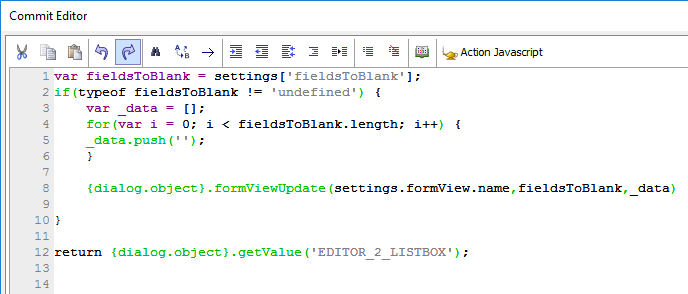 Commit Editor
Action Javascript
1 var fieldsToBlank = settings['fieldsToBlank'];
2 if(typeof fieldsToBlank != 'undefined') {
3 var _data = [];
4 for(var i = 0; i < fieldsToBlank.length; i++) {
5 _data.push('');
6 }
7
8 {dialog.object}.formViewUpdate(settings.formView.name,fieldsToBlank,_data)
9
10 }
11
12 return {dialog.object}.getValue('EDITOR_2_LISTBOX');
13
14